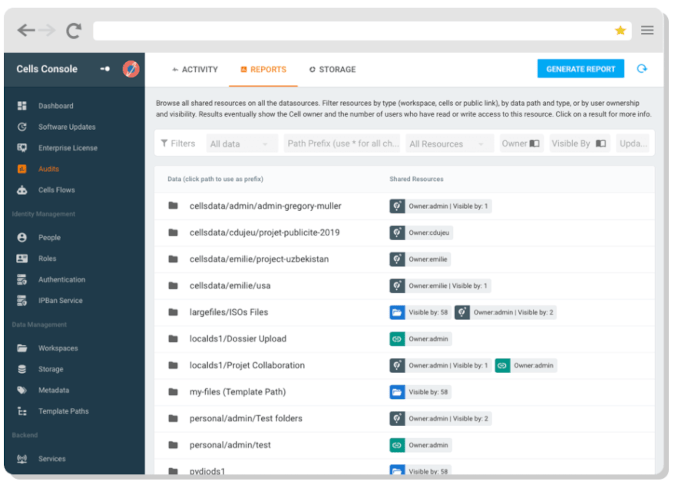 Cells Console
ACTIVITY
REPORTS
STORAGE
GENERATE REPORT
Dashboard
Software Updates
Enterprise License
Audits
Cells Flows
Identity Management
People
Roles
Authentication
IPBan Service
Data Management
Workspaces
Storage
Metadata
Template Paths
Backend
Services
Browse all shared resources on all the datasources. Filter resources by type (workspace, cells or public link), by data path and type, or by user ownership
and visibility. Results eventually show the Cell owner and the number of users who have read or write access to this resource. Click on a result for more info.
Filters All data Path Prefix (use * for all ch... All Resources Owner Visible By Upda...
Data (click path to use as prefix) Shared Resources
cellsdata/admin/admin-gregory-muller Owner:admin | Visible by: 1
cellsdata/cdujeu/projet-publicite-2019 Owner:cdujeu
cellsdata/emilie/project-uzbekistan Owner:emilie
cellsdata/emilie/usa Owner:emilie | Visible by: 1
largefiles/ISOs Files Visible by: 58 Owner:admin | Visible by: 2
localds1/Dossier Upload Owner:admin
localds1/Projet Collaboration Owner:admin | Visible by: 1 Owner:admin
my-files (Template Path) Visible by: 58
personal/admin/Test folders Owner:admin | Visible by: 2
personal/admin/test Owner:admin
pydiods1 Visible by: 58